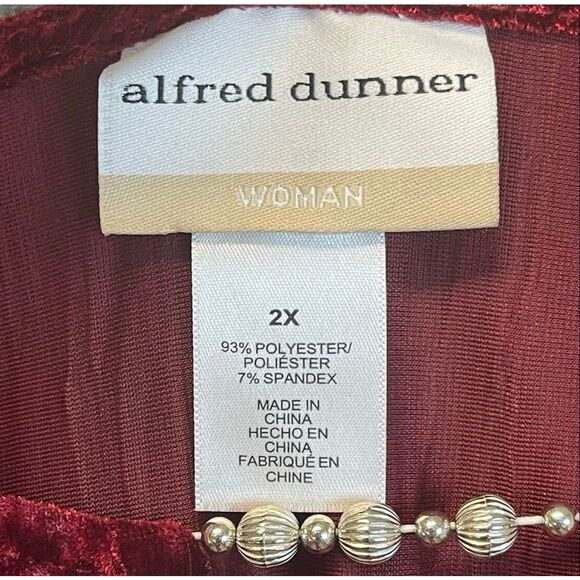 alfred dunner
WOMAN
2X
93% POLYESTER/
POLIÉSTER
7% SPANDEX
MADE IN
CHINA
HECHO EN
CHINA
FABRIQUÉ EN
CHINE